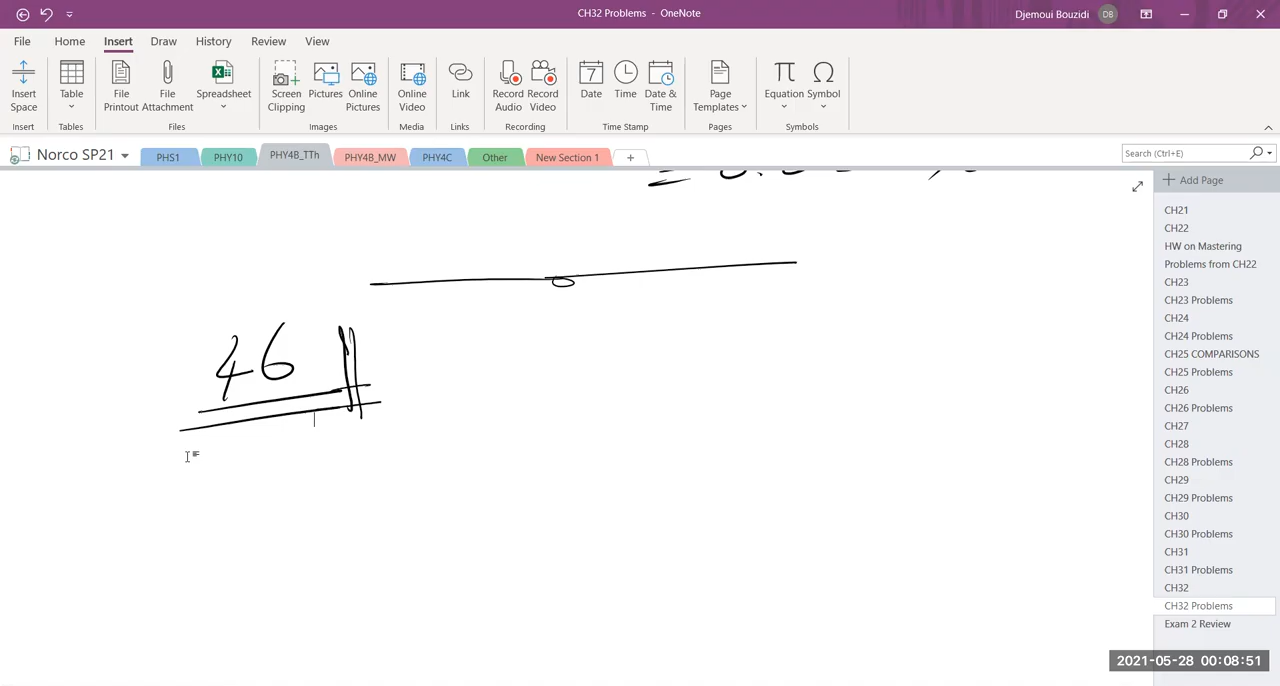 CH32 Problems - OneNote
Djemoui Bouzidi DB
File Home Insert Draw History Review View
Insert Space Table File Printout File Attachment Spreadsheet Screen Clipping Pictures Online Pictures Online Video Link Record Audio Record Video Date Time Date & Time Page Templates Equation Symbol
Insert Tables Files Images Media Links Recording Time Stamp Pages Symbols
Norco SP21 PHS1 PHY10 PHY4B_TTh PHY4B_MW PHY4C Other New Section 1 +
Search (Ctrl+E)
Add Page
CH21
CH22
HW on Mastering
Problems from CH22
CH23
CH23 Problems
CH24
CH24 Problems
CH25 COMPARISONS
CH25 Problems
CH26
CH26 Problems
CH27
CH28
CH28 Problems
CH29
CH29 Problems
CH30
CH30 Problems
CH31
CH31 Problems
CH32
CH32 Problems
Exam 2 Review
46
2021-05-28 00:08:51